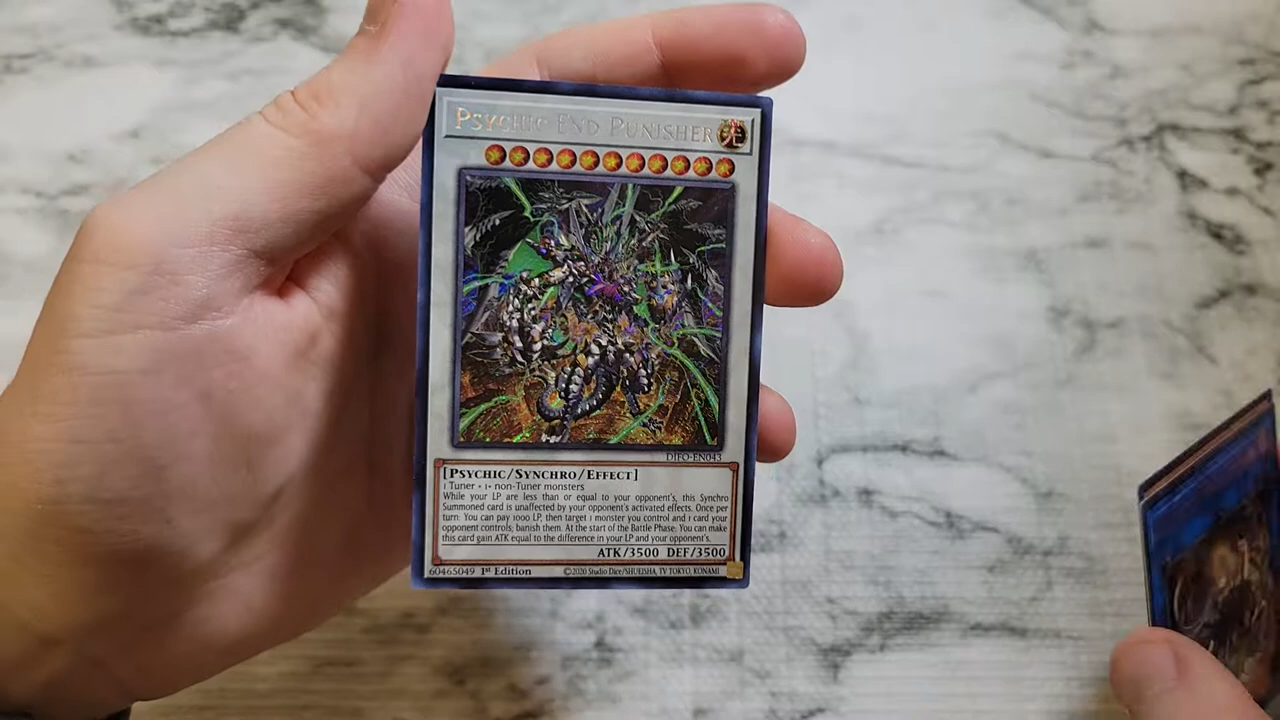 PSYCHIC END PUNISHER
光
DIFO-EN043
[PSYCHIC/SYNCHRO/EFFECT]
1 Tuner + 1+ non-Tuner monsters
While your LP are less than or equal to your opponent's, this Synchro
Summoned card is unaffected by your opponent's activated effects. Once per
turn: You can pay 1000 LP, then target 1 monster you control and 1 card your
opponent controls; banish them. At the start of the Battle Phase: You can make
this card gain ATK equal to the difference in your LP and your opponent's.
ATK/3500 DEF/3500
60465049 1st Edition ©2020 Studio Dice/SHUEISHA, TV TOKYO, KONAMI